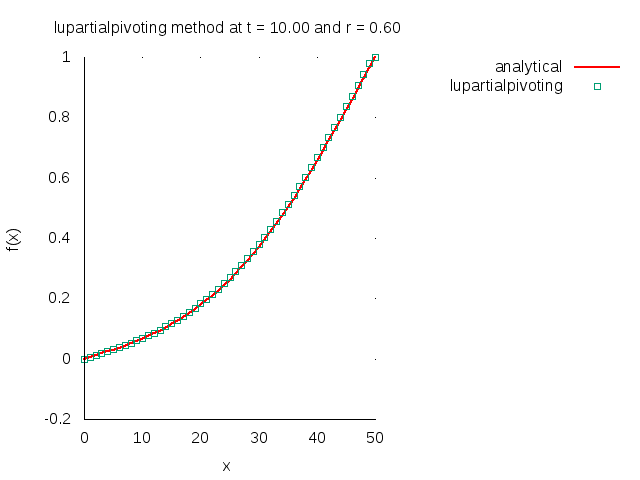 lupartialpivoting method at t = 10.00 and r = 0.60
analytical
lupartialpivoting
1
0.8
0.6
0.4
0.2
0
-0.2
f(x)
0 10 20 30 40 50
x